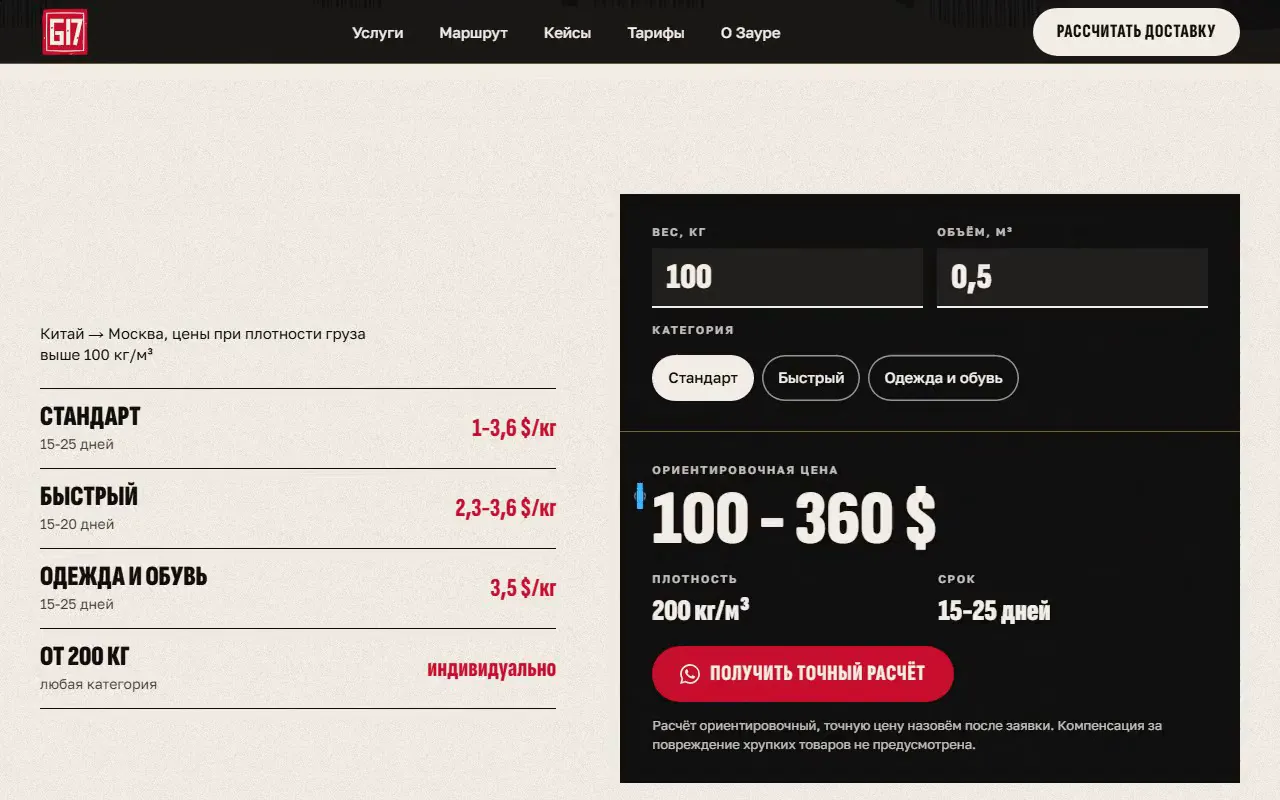 G17
Услуги
Маршрут
Кейсы
Тарифы
О Зауре
РАССЧИТАТЬ ДОСТАВКУ
Китай → Москва, цены при плотности груза
выше 100 кг/м³
СТАНДАРТ
15-25 дней
1–3,6 $/кг
БЫСТРЫЙ
15-20 дней
2,3–3,6 $/кг
ОДЕЖДА И ОБУВЬ
15-25 дней
3,5 $/кг
ОТ 200 КГ
любая категория
индивидуально
ВЕС, КГ
100
ОБЪЁМ, М³
0,5
КАТЕГОРИЯ
Стандарт
Быстрый
Одежда и обувь
ОРИЕНТИРОВОЧНАЯ ЦЕНА
100 – 360 $
ПЛОТНОСТЬ
200 кг/м³
СРОК
15–25 дней
ПОЛУЧИТЬ ТОЧНЫЙ РАСЧЁТ
Расчёт ориентировочный, точную цену назовём после заявки. Компенсация за
повреждение хрупких товаров не предусмотрена.